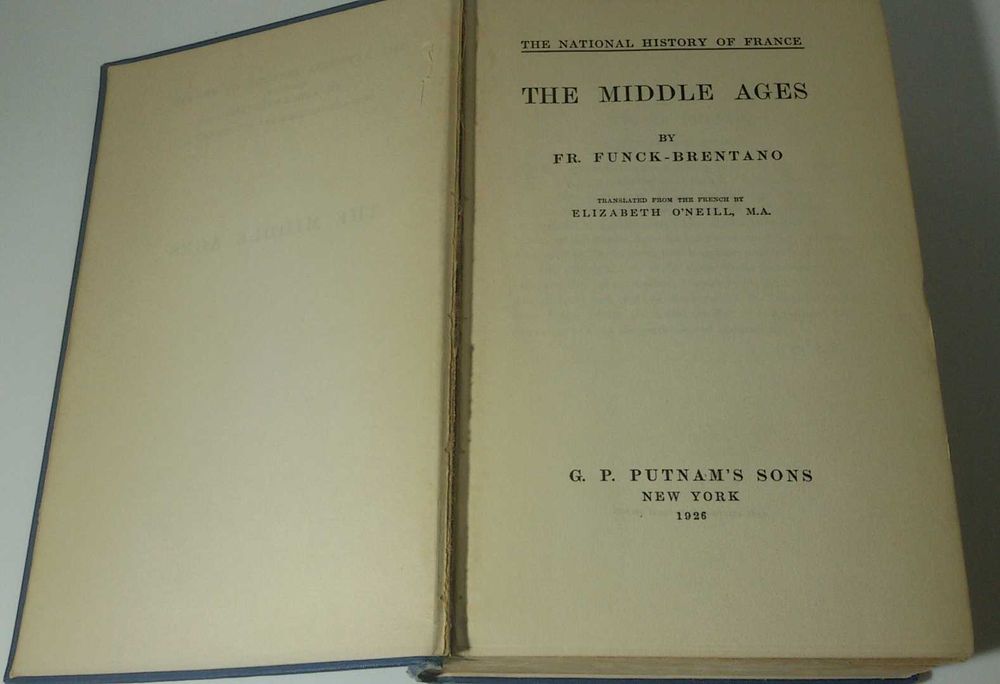 THE NATIONAL HISTORY OF FRANCE
THE MIDDLE AGES
BY
FR. FUNCK-BRENTANO
TRANSLATED FROM THE FRENCH BY
ELIZABETH O'NEILL, M.A.
G. P. PUTNAM'S SONS
NEW YORK
1926